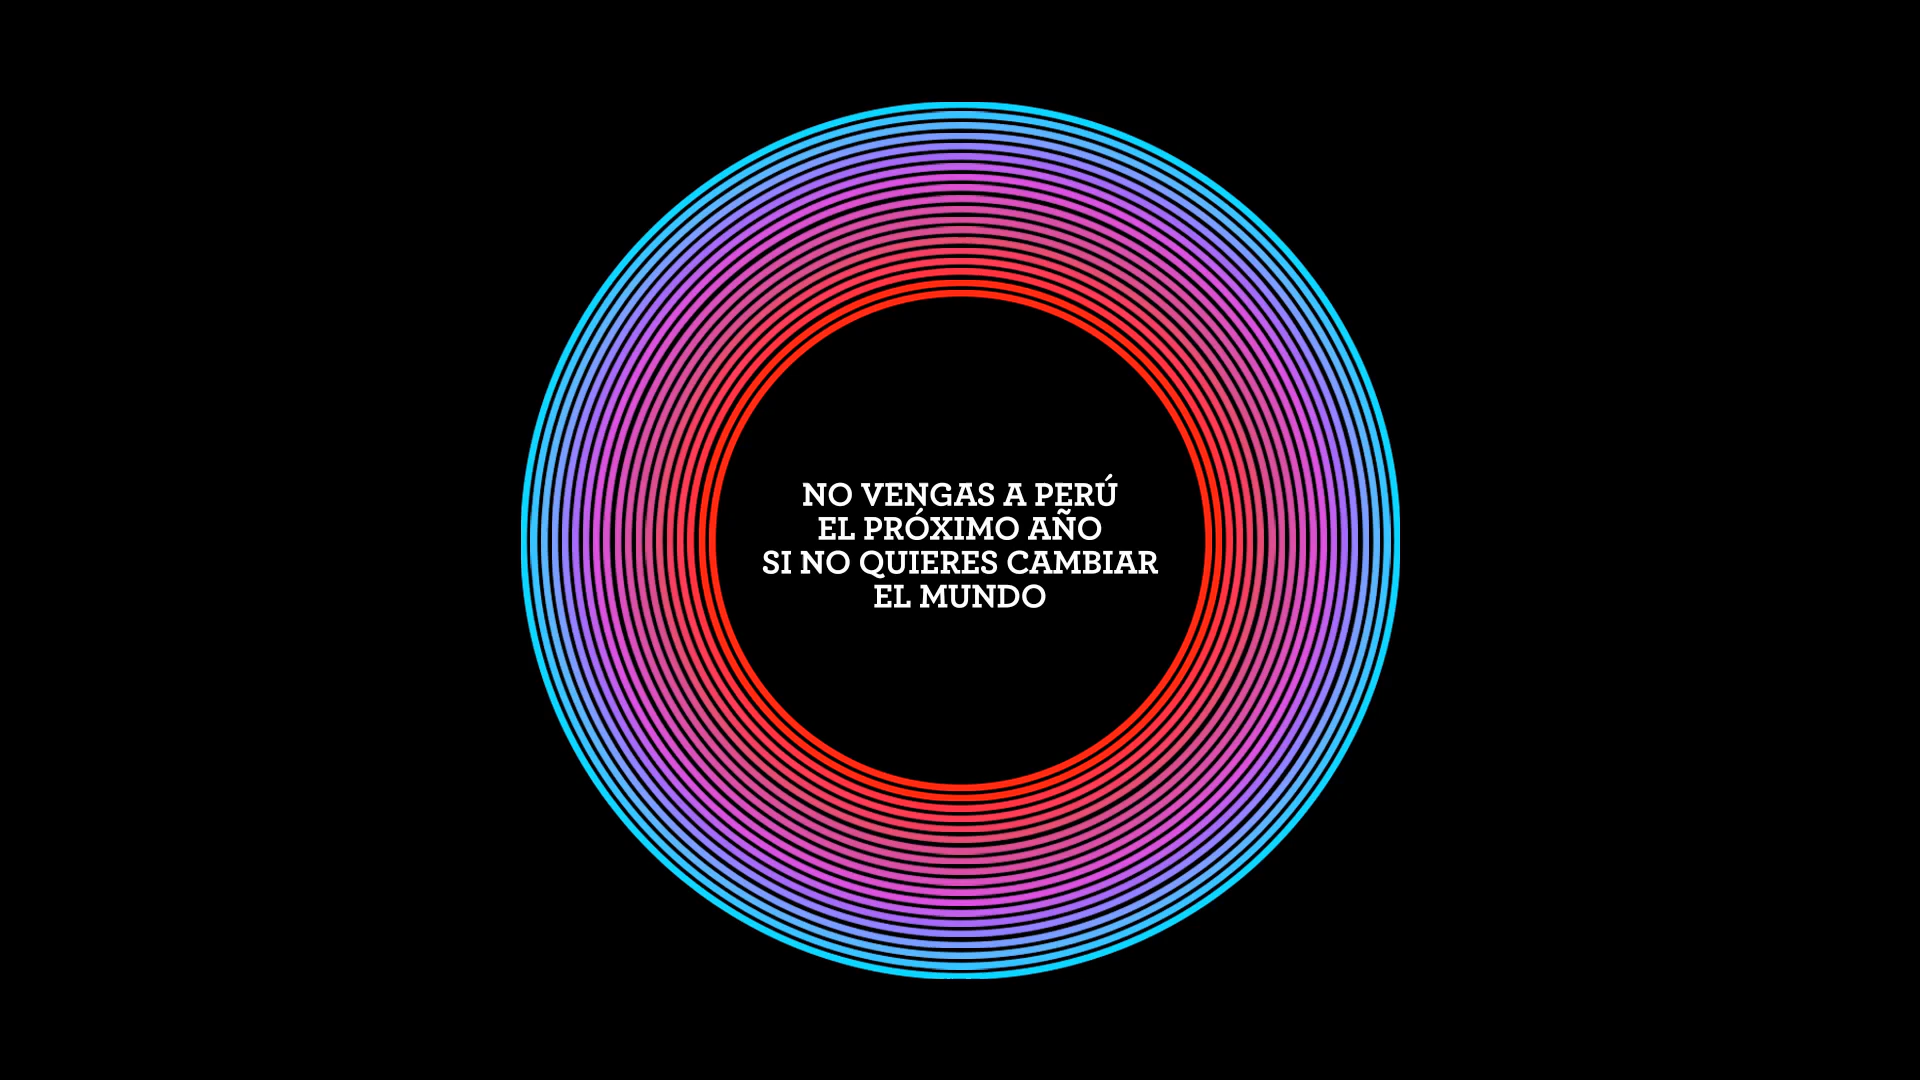 NO VENGAS A PERÚ
EL PRÓXIMO AÑO
SI NO QUIERES CAMBIAR
EL MUNDO